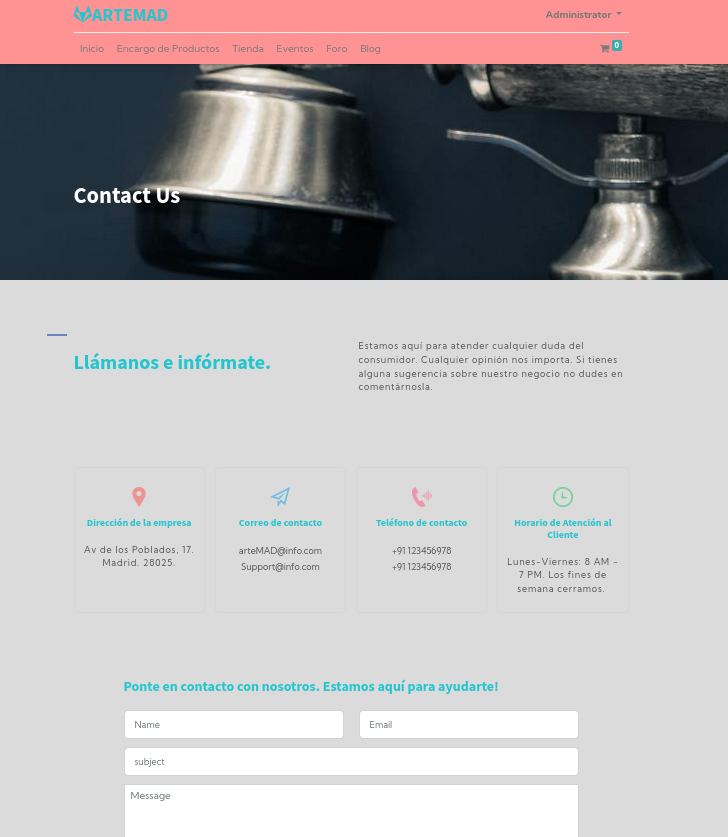 ARTEMAD
Administrator
Inicio Encargo de Productos Tienda Eventos Foro Blog 0
Contact Us
Llámanos e infórmate.
Estamos aquí para atender cualquier duda del
consumidor. Cualquier opinión nos importa. Si tienes
alguna sugerencia sobre nuestro negocio no dudes en
comentárnosla.
Dirección de la empresa
Av de los Poblados, 17.
Madrid. 28025.
Correo de contacto
arteMAD@info.com
Support@info.com
Teléfono de contacto
+91 123456978
+91 123456978
Horario de Atención al
Cliente
Lunes-Viernes: 8 AM -
7 PM. Los fines de
semana cerramos.
Ponte en contacto con nosotros. Estamos aquí para ayudarte!
Name
Email
subject
Message